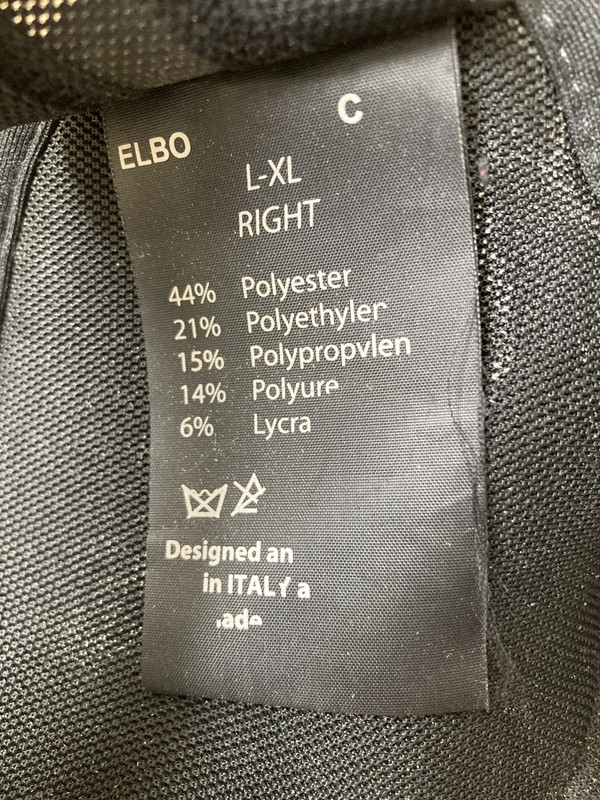 C
ELBO
L-XL
RIGHT
44% Polyester
21% Polyethyler
15% Polypropvlen
14% Polyure
6% Lycra
Designed an
in ITALY a
ade